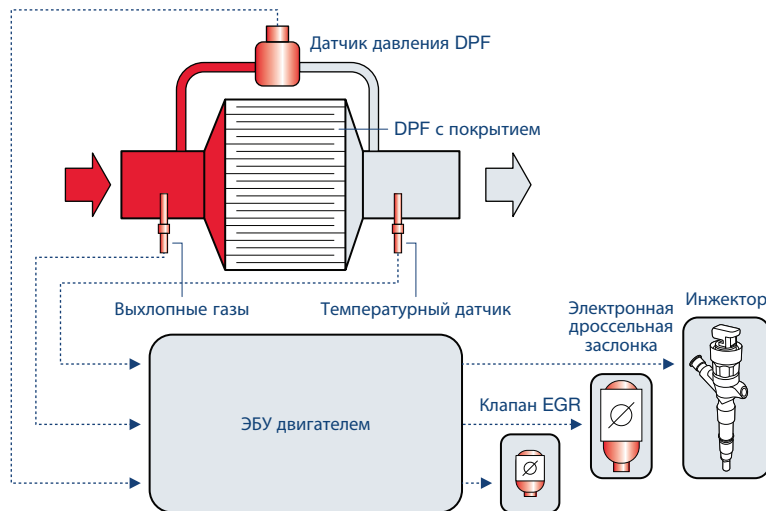 Датчик давления DPF
DPF с покрытием
Выхлопные газы
Температурный датчик
Электронная
дроссельная
заслонка
Инжектор
Клапан EGR
ЭБУ двигателем